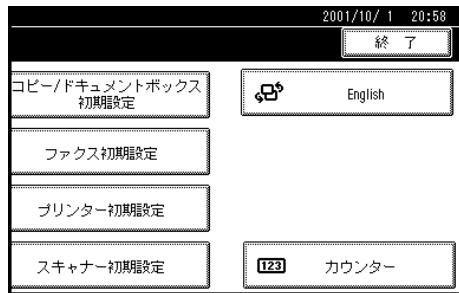 2001/10/ 1 20:58
終 了
コピー/ドキュメントボックス
初期設定
English
ファクス初期設定
プリンター初期設定
スキャナー初期設定
123
カウンター